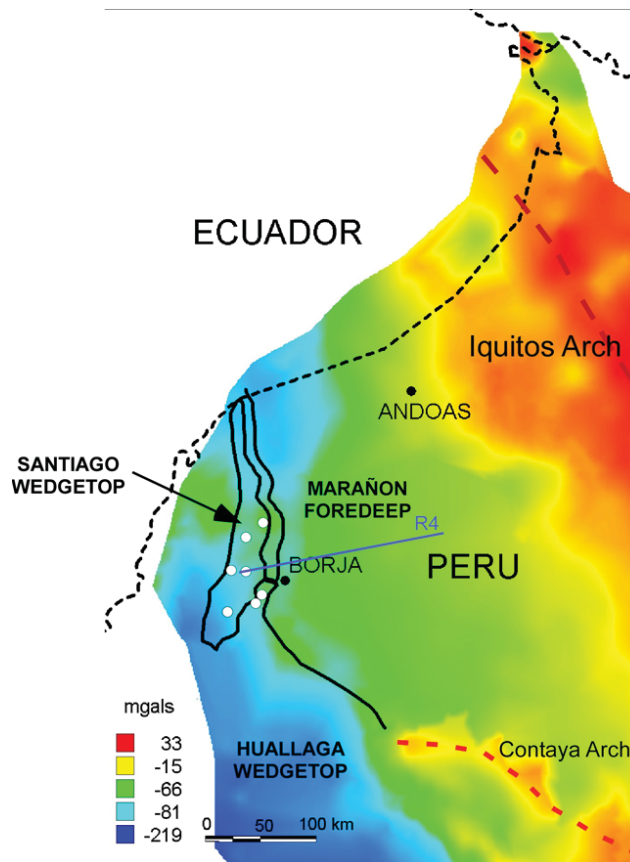 ECUADOR
Iquitos Arch
ANDOAS
SANTIAGO
WEDGETOP
MARAÑON
FOREDEEP
R4
BORJA
PERU
mgals
33
-15
-66
-81
-219
HUALLAGA
WEDGETOP
Contaya Arch
0 50 100 km